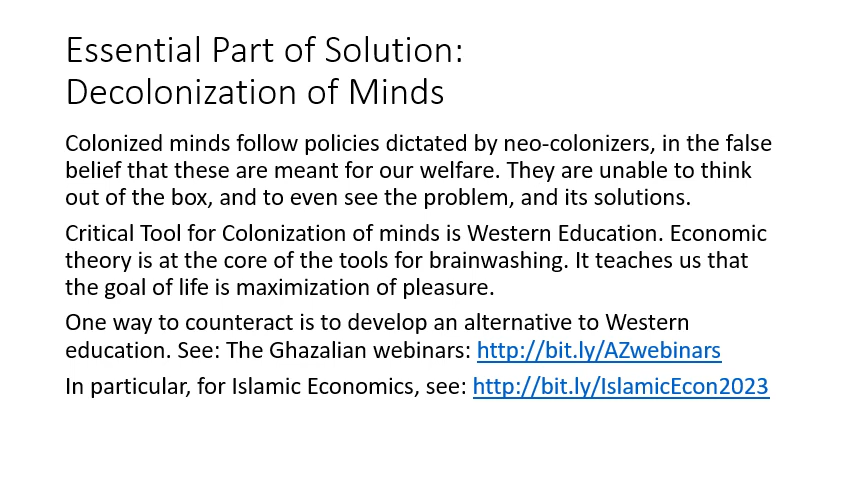 Essential Part of Solution:
Decolonization of Minds
Colonized minds follow policies dictated by neo-colonizers, in the false
belief that these are meant for our welfare. They are unable to think
out of the box, and to even see the problem, and its solutions.
Critical Tool for Colonization of minds is Western Education. Economic
theory is at the core of the tools for brainwashing. It teaches us that
the goal of life is maximization of pleasure.
One way to counteract is to develop an alternative to Western
education. See: The Ghazalian webinars: http://bit.ly/AZwebinars
In particular, for Islamic Economics, see: http://bit.ly/IslamicEcon2023